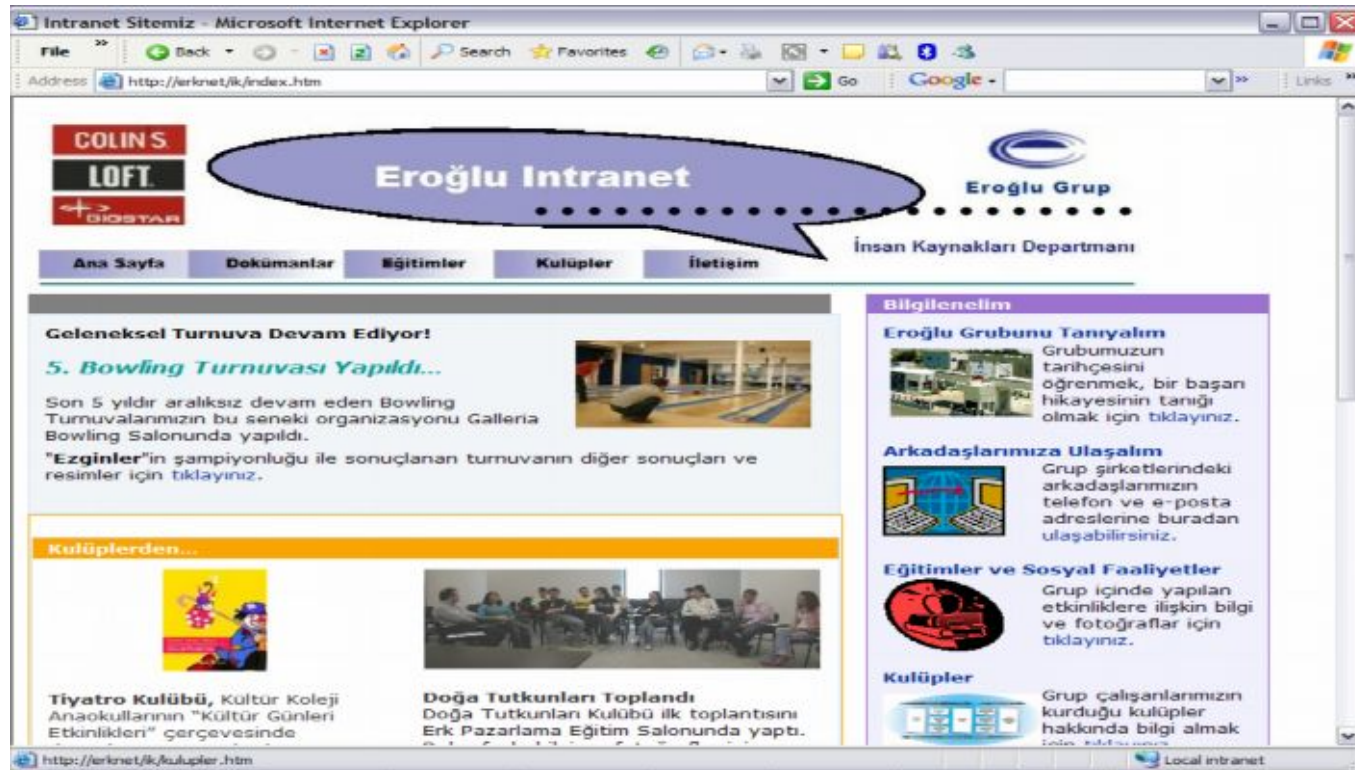 Intranet Sitemiz - Microsoft Internet Explorer
File » Back Search Favorites
Address http://erknet/ik/index.htm Go Google Links »
COLIN'S
LOFT
BIOSTAR
Eroğlu Intranet
Eroğlu Grup
İnsan Kaynakları Departmanı
Ana Sayfa Dokümanlar Eğitimler Kulüpler İletişim
Geleneksel Turnuva Devam Ediyor!
5. Bowling Turnuvası Yapıldı...
Son 5 yıldır aralıksız devam eden Bowling
Turnuvalarımızın bu seneki organizasyonu Galleria
Bowling Salonunda yapıldı.
"Ezginler"in şampiyonluğu ile sonuçlanan turnuvanın diğer sonuçları ve
resimler için tıklayınız.
Kulüplerden...
Tiyatro Kulübü, Kültür Koleji
Anaokullarının "Kültür Günleri
Etkinlikleri" çerçevesinde
Doğa Tutkunları Toplandı
Doğa Tutkunları Kulübü ilk toplantısını
Erk Pazarlama Eğitim Salonunda yaptı.
Bilgilenelim
Eroğlu Grubunu Tanıyalım
Grubumuzun
tarihçesini
öğrenmek, bir başarı
hikayesinin tanığı
olmak için tıklayınız.
Arkadaşlarımıza Ulaşalım
Grup şirketlerindeki
arkadaşlarımızın
telefon ve e-posta
adreslerine buradan
ulaşabilirsiniz.
Eğitimler ve Sosyal Faaliyetler
Grup içinde yapılan
etkinliklere ilişkin bilgi
ve fotoğraflar için
tıklayınız.
Kulüpler
Grup çalışanlarımızın
kurduğu kulüpler
hakkında bilgi almak
için tıklayınız.
http://erknet/ik/kulupler.htm Local intranet